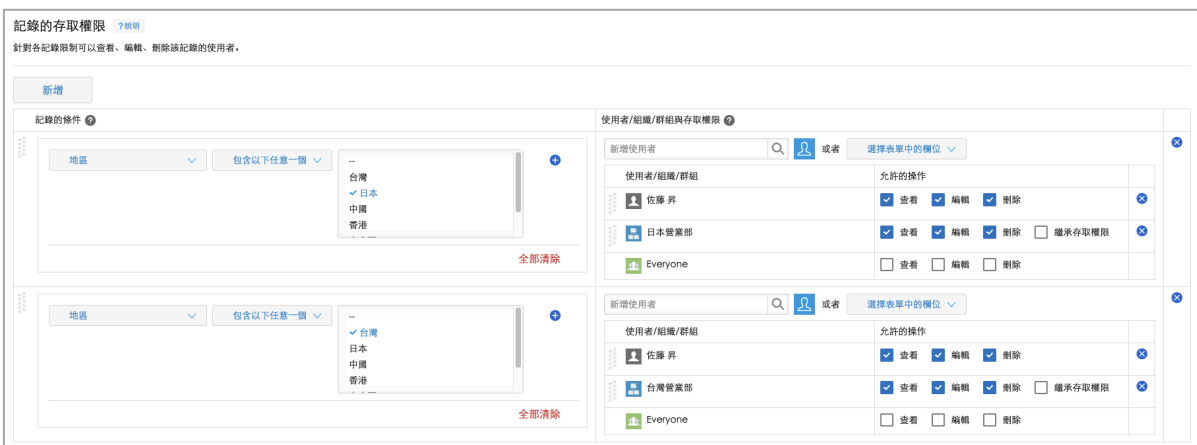 記錄的存取權限 ?說明
針對各記錄限制可以查看、編輯、刪除該記錄的使用者。
新增
記錄的條件 ? 使用者/組織/群組與存取權限 ?
地區 包含以下任意一個
--
台灣
日本
中國
香港
全部清除
新增使用者 或者 選擇表單中的欄位
使用者/組織/群組 允許的操作
佐藤 昇 查看 編輯 刪除
日本營業部 查看 編輯 刪除 繼承存取權限
Everyone 查看 編輯 刪除
地區 包含以下任意一個
--
台灣
日本
中國
香港
全部清除
新增使用者 或者 選擇表單中的欄位
使用者/組織/群組 允許的操作
佐藤 昇 查看 編輯 刪除
台灣營業部 查看 編輯 刪除 繼承存取權限
Everyone 查看 編輯 刪除